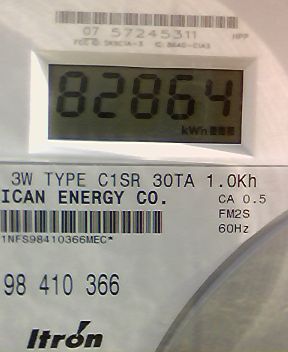 07 57245311
HPP
82864
kWh
3W TYPE C1SR 30TA 1.0Kh
ICAN ENERGY CO.
CA 0.5
FM2S
60Hz
1NFS98410366MEC*
98 410 366
Itron